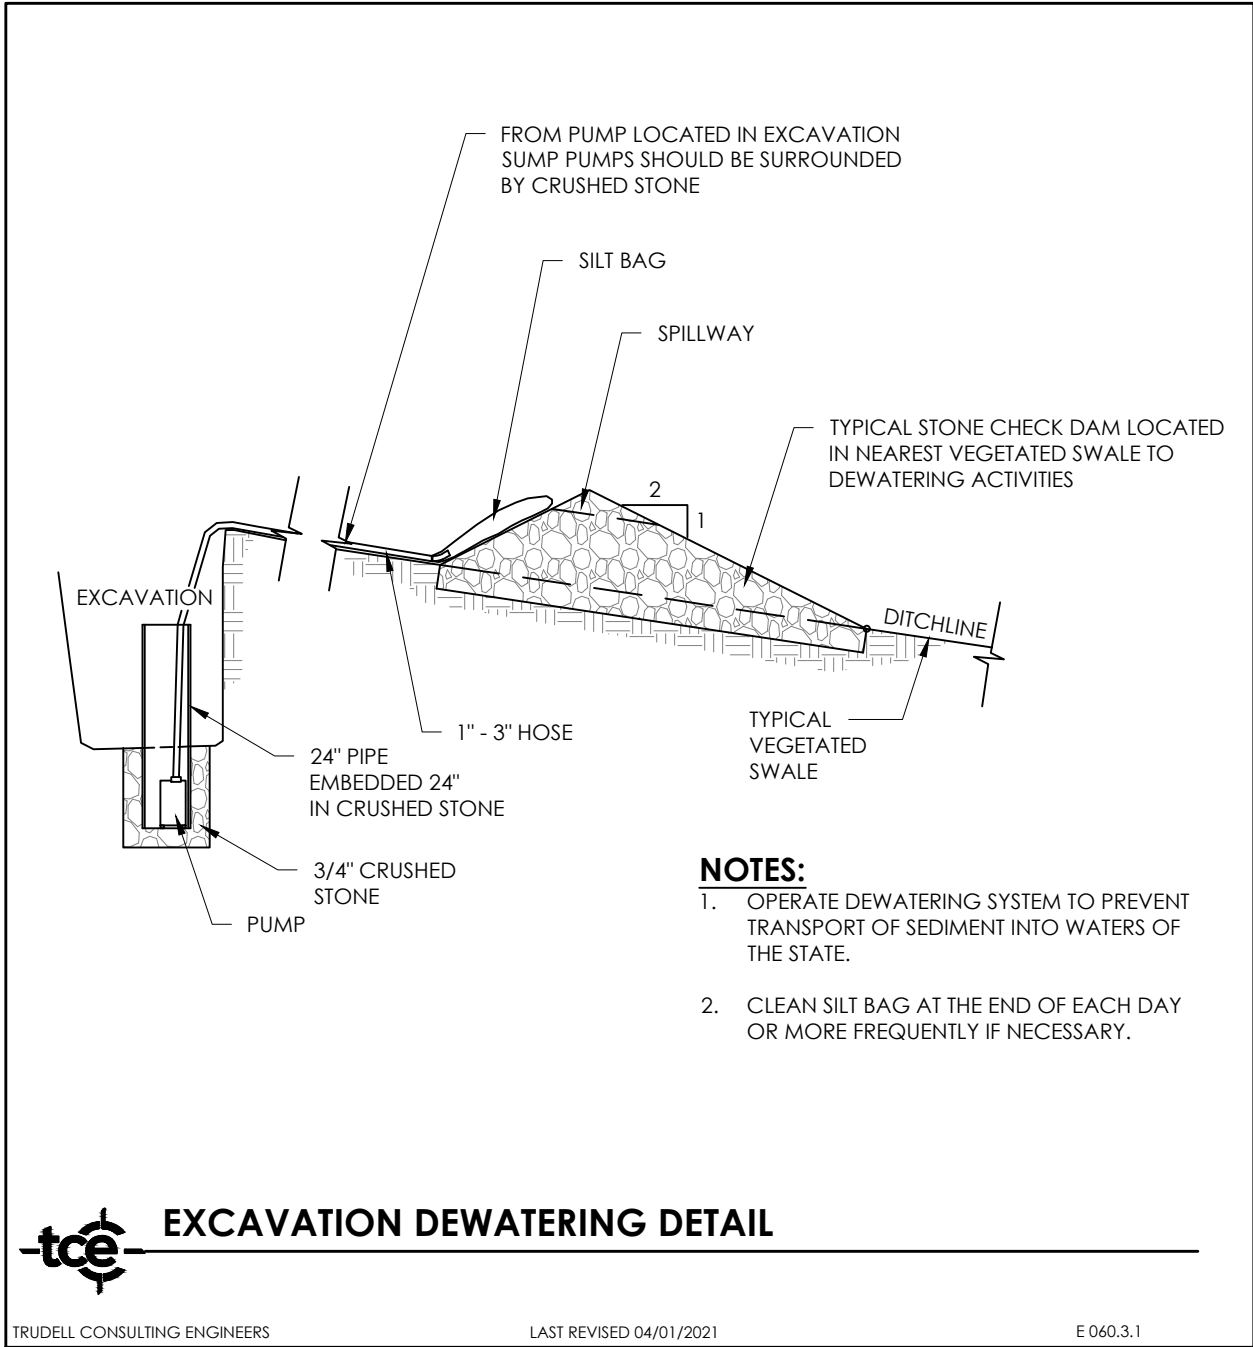 FROM PUMP LOCATED IN EXCAVATION
SUMP PUMPS SHOULD BE SURROUNDED
BY CRUSHED STONE
SILT BAG
SPILLWAY
TYPICAL STONE CHECK DAM LOCATED
IN NEAREST VEGETATED SWALE TO
DEWATERING ACTIVITIES
2
1
EXCAVATION
DITCHLINE
1" - 3" HOSE
TYPICAL
VEGETATED
SWALE
24" PIPE
EMBEDDED 24"
IN CRUSHED STONE
3/4" CRUSHED
STONE
PUMP
NOTES:
1. OPERATE DEWATERING SYSTEM TO PREVENT
TRANSPORT OF SEDIMENT INTO WATERS OF
THE STATE.
2. CLEAN SILT BAG AT THE END OF EACH DAY
OR MORE FREQUENTLY IF NECESSARY.
tce
EXCAVATION DEWATERING DETAIL
TRUDELL CONSULTING ENGINEERS
LAST REVISED 04/01/2021
E 060.3.1